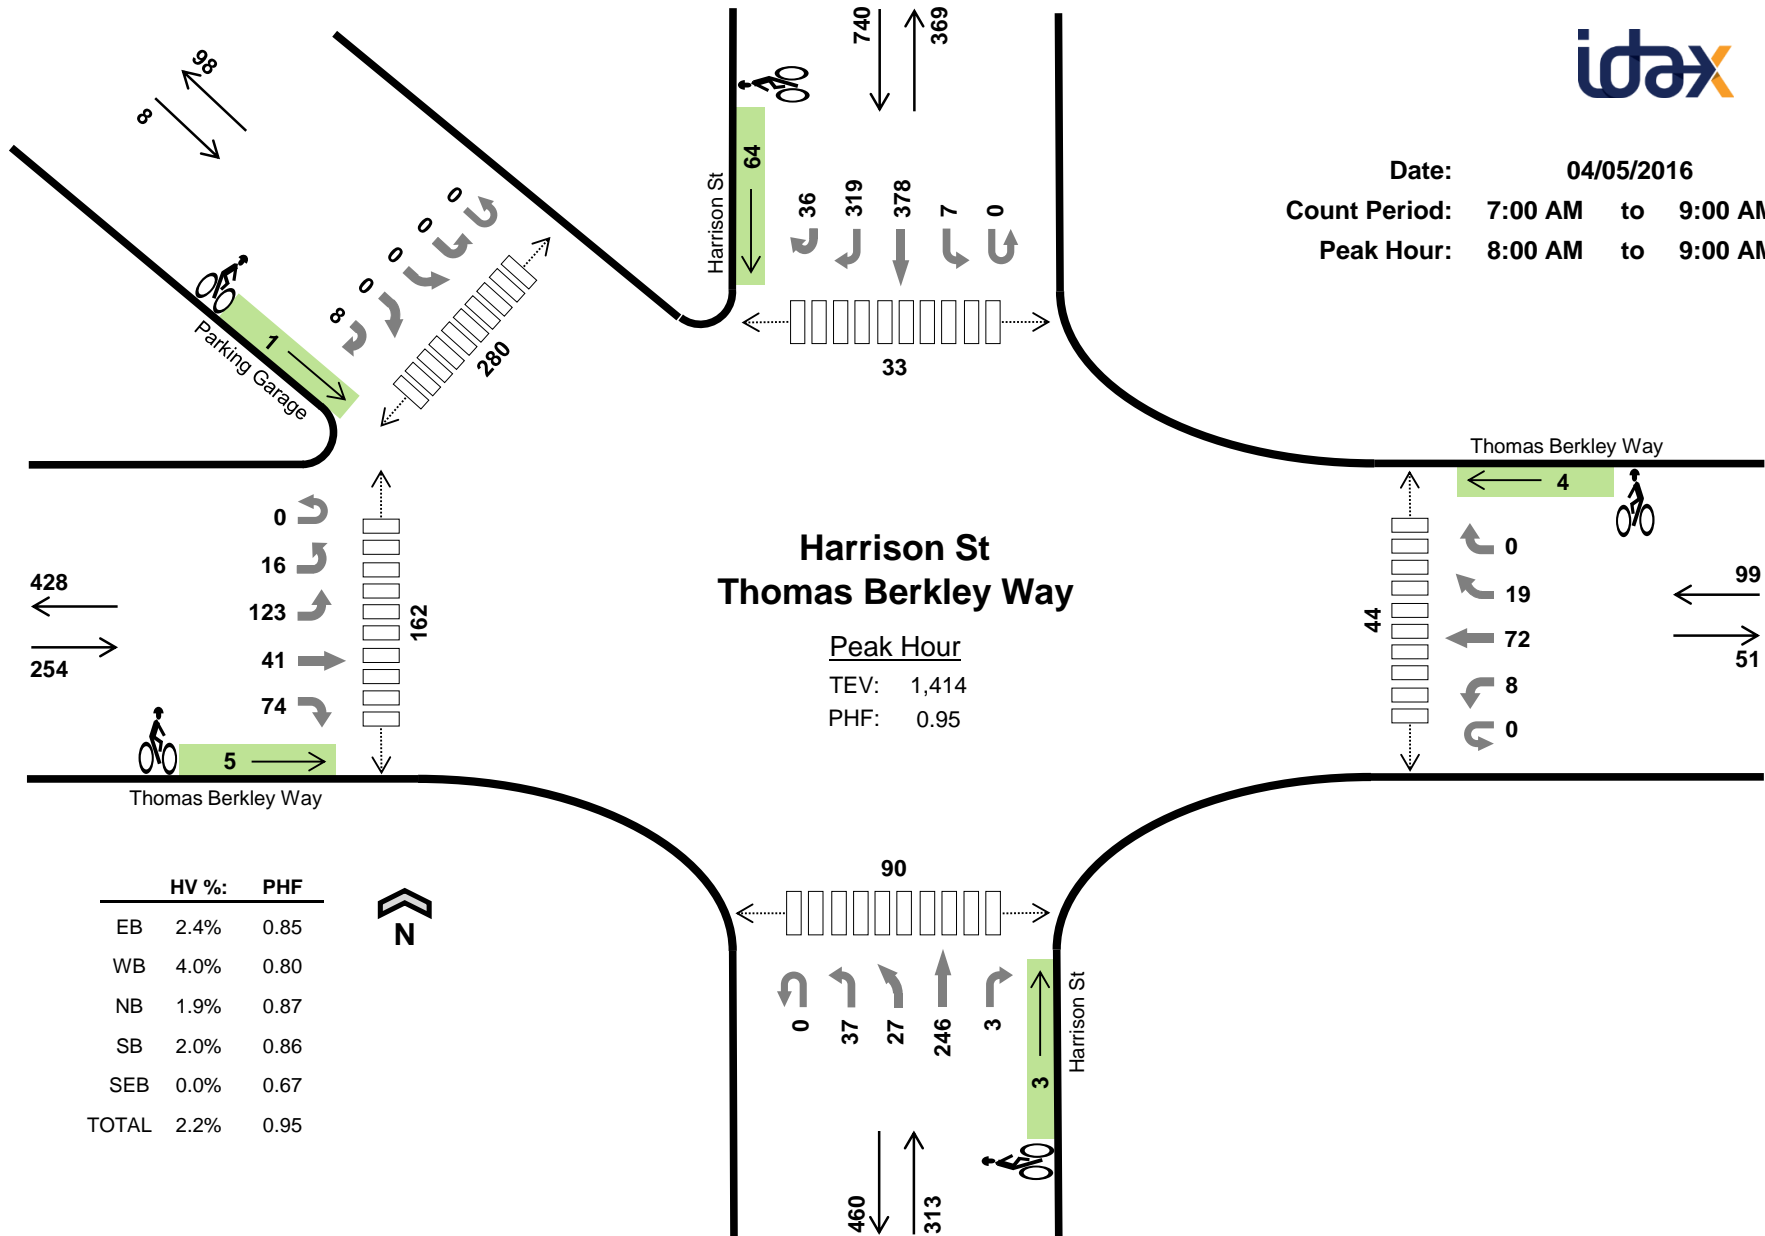 idax
Date: 04/05/2016
Count Period: 7:00 AM to 9:00 AM
Peak Hour: 8:00 AM to 9:00 AM
98
8
740
369
Harrison St
64
36 319 378 7 0
33
0
0
0
0
8
280
1
Parking Garage
Thomas Berkley Way
4
0
19
72
8
0
44
99
51
0
16
123
41
74
162
428
254
5
Thomas Berkley Way
Harrison St
Thomas Berkley Way
Peak Hour
TEV: 1,414
PHF: 0.95
90
0 37 27 246 3
3
Harrison St
460
313
HV %: PHF
EB 2.4% 0.85
WB 4.0% 0.80
NB 1.9% 0.87
SB 2.0% 0.86
SEB 0.0% 0.67
TOTAL 2.2% 0.95
N